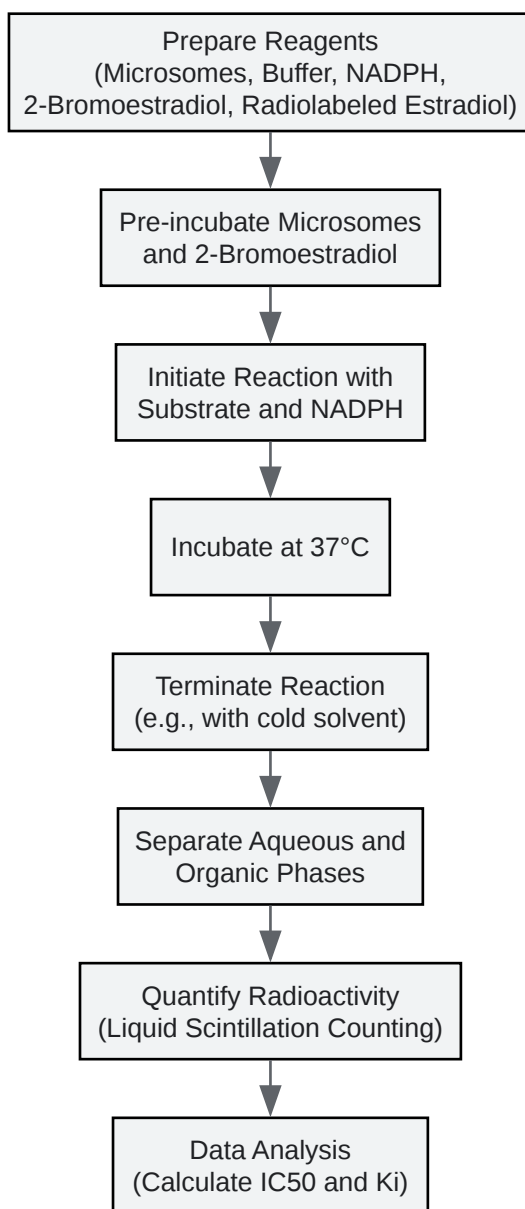 Prepare Reagents
(Microsomes, Buffer, NADPH,
2-Bromoestradiol, Radiolabeled Estradiol)
Pre-incubate Microsomes
and 2-Bromoestradiol
Initiate Reaction with
Substrate and NADPH
Incubate at 37°C
Terminate Reaction
(e.g., with cold solvent)
Separate Aqueous and
Organic Phases
Quantify Radioactivity
(Liquid Scintillation Counting)
Data Analysis
(Calculate IC50 and Ki)